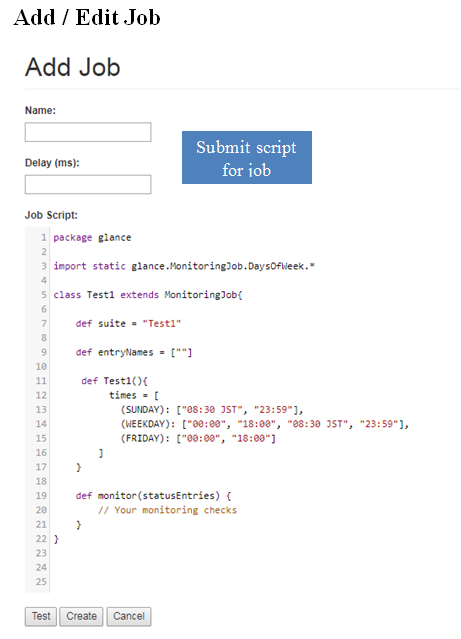 Add / Edit Job
Add Job
Name:
Submit script
for job
Delay (ms):
Job Script:
1 package glance
2
3 import static glance.MonitoringJob.DaysOfWeek.*
4
5 class Test1 extends MonitoringJob{
6
7 def suite = "Test1"
8
9 def entryNames = [""]
10
11 def Test1(){
12 times = [
13 (SUNDAY): ["08:30 JST", "23:59"],
14 (WEEKDAY): ["00:00", "18:00", "08:30 JST", "23:59"],
15 (FRIDAY): ["00:00", "18:00"]
16 ]
17 }
18
19 def monitor(statusEntries) {
20 // Your monitoring checks
21 }
22 }
23
24
25
Test Create Cancel